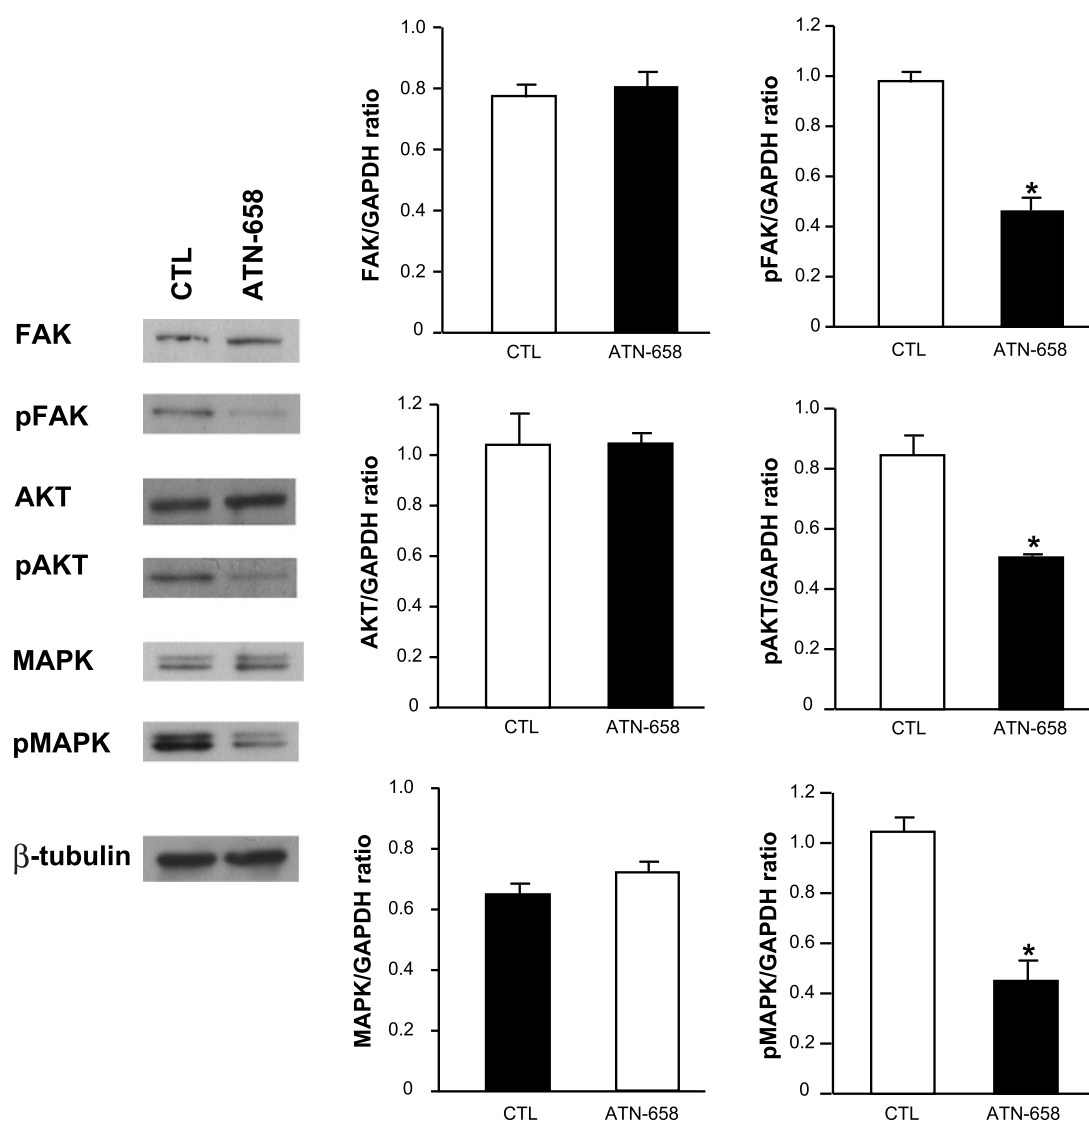 CTL ATN-658
FAK
pFAK
AKT
pAKT
MAPK
pMAPK
β-tubulin
FAK/GAPDH ratio
1.0
0.8
0.6
0.4
0.2
0
CTL ATN-658
pFAK/GAPDH ratio
1.2
1.0
0.8
0.6
0.4
0.2
0
*
CTL ATN-658
AKT/GAPDH ratio
1.2
1.0
0.8
0.6
0.4
0.2
0
CTL ATN-658
pAKT/GAPDH ratio
1.0
0.8
0.6
0.4
0.2
0
*
CTL ATN-658
MAPK/GAPDH ratio
1.0
0.8
0.6
0.4
0.2
0
CTL ATN-658
pMAPK/GAPDH ratio
1.2
1.0
0.8
0.6
0.4
0.2
0
*
CTL ATN-658